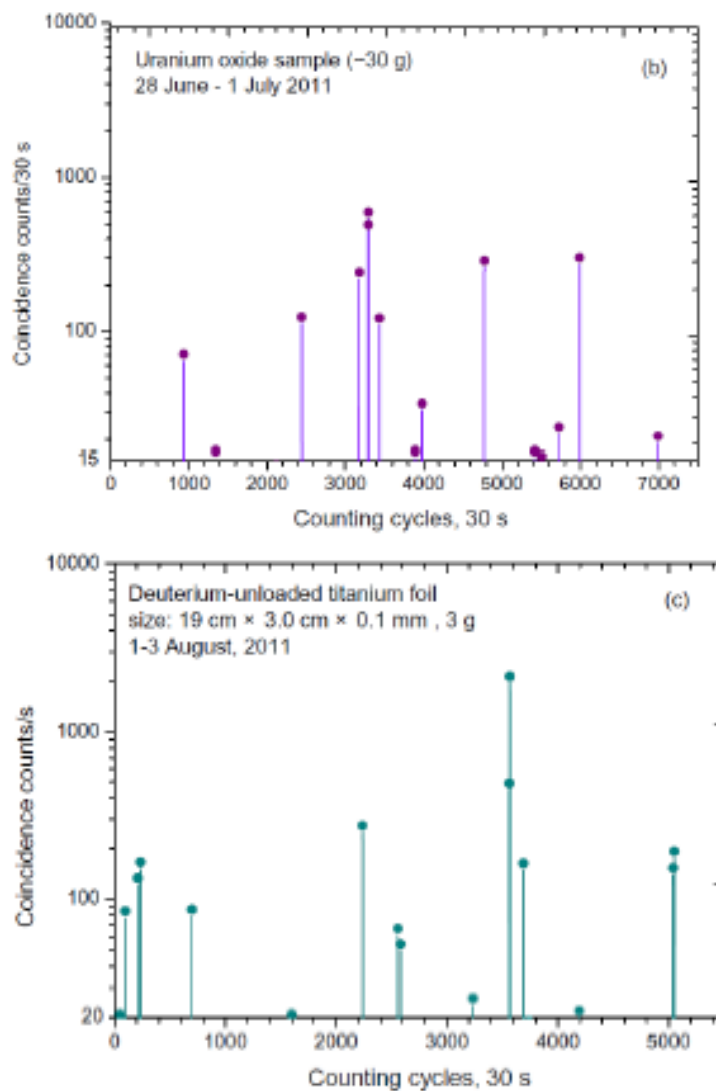 10000
Uranium oxide sample (~30 g)
(b)
28 June - 1 July 2011
Coincidence counts/30 s
1000
100
15
0 1000 2000 3000 4000 5000 6000 7000
Counting cycles, 30 s
10000
Deuterium-unloaded titanium foil
(c)
size: 19 cm × 3.0 cm × 0.1 mm , 3 g
1-3 August, 2011
Coincidence counts/s
1000
100
20
0 1000 2000 3000 4000 5000
Counting cycles, 30 s